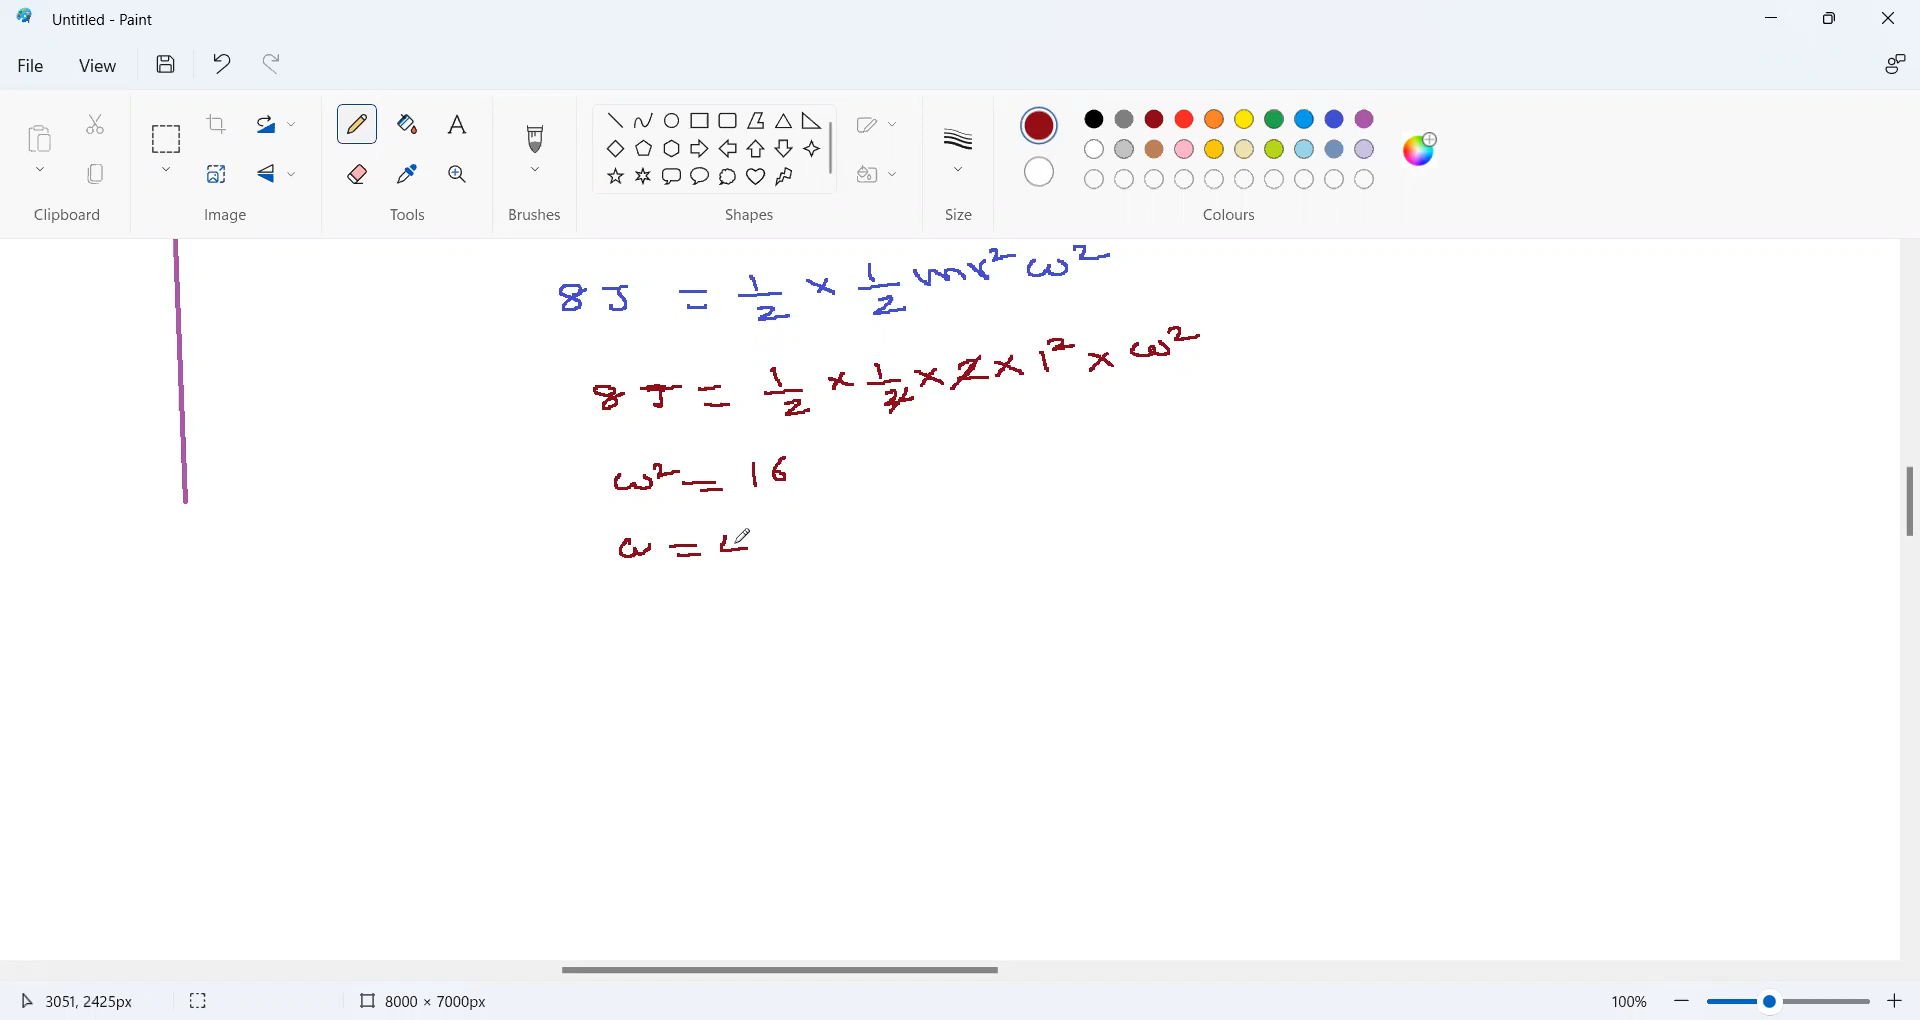 Untitled - Paint
File View
Clipboard Image Tools Brushes Shapes Size Colours
8 J = 1/2 × 1/2 mr² ω²
8 J = 1/2 × 1/2 × 2 × 1² × ω²
ω² = 16
ω = 4
3051, 2425px 8000 × 7000px 100%